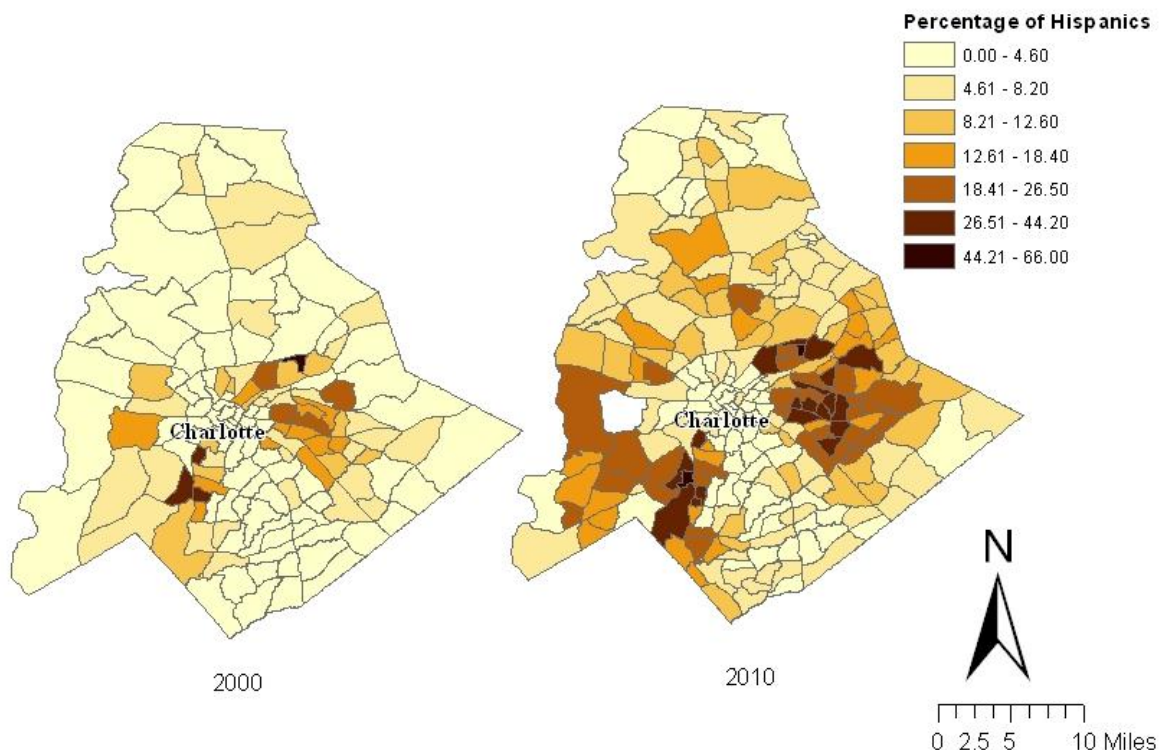 Percentage of Hispanics
0.00 - 4.60
4.61 - 8.20
8.21 - 12.60
12.61 - 18.40
18.41 - 26.50
26.51 - 44.20
44.21 - 66.00
Charlotte
Charlotte
2000
2010
N
0 2.5 5 10 Miles